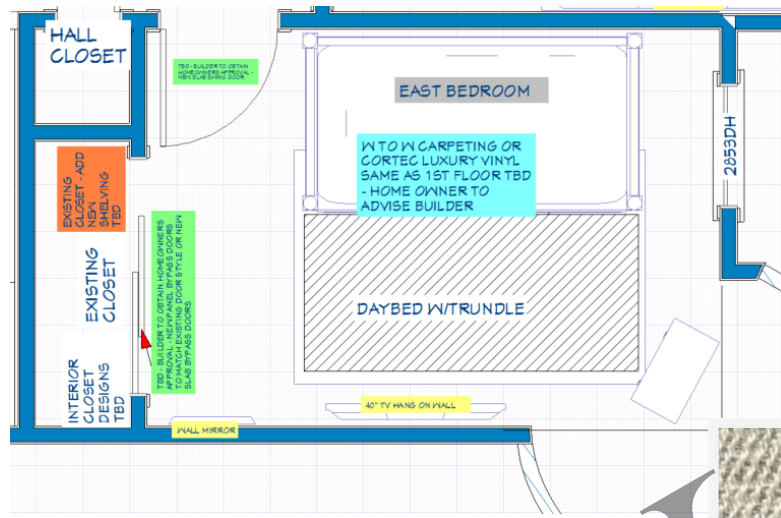 HALL
CLOSET
TBD - BUILDER TO OBTAIN
HOMEOWNERS APPROVAL -
NEW SLAB SWING DOOR
EAST BEDROOM
W TO W CARPETING OR
CORTEC LUXURY VINYL
SAME AS 1ST FLOOR TBD
- HOME OWNER TO
ADVISE BUILDER
2853DH
EXISTING
CLOSET - ADD
NEW
SHELVING
TBD
EXISTING
CLOSET
TBD - BUILDER TO OBTAIN HOMEOWNERS
APPROVAL - NEW PANEL BYPASS DOORS
TO MATCH EXISTING DOOR STYLE OR NEW
SLAB BYPASS DOORS
DAYBED W/TRUNDLE
INTERIOR
CLOSET
DESIGNS
TBD
40" TV HANG ON WALL
WALL MIRROR